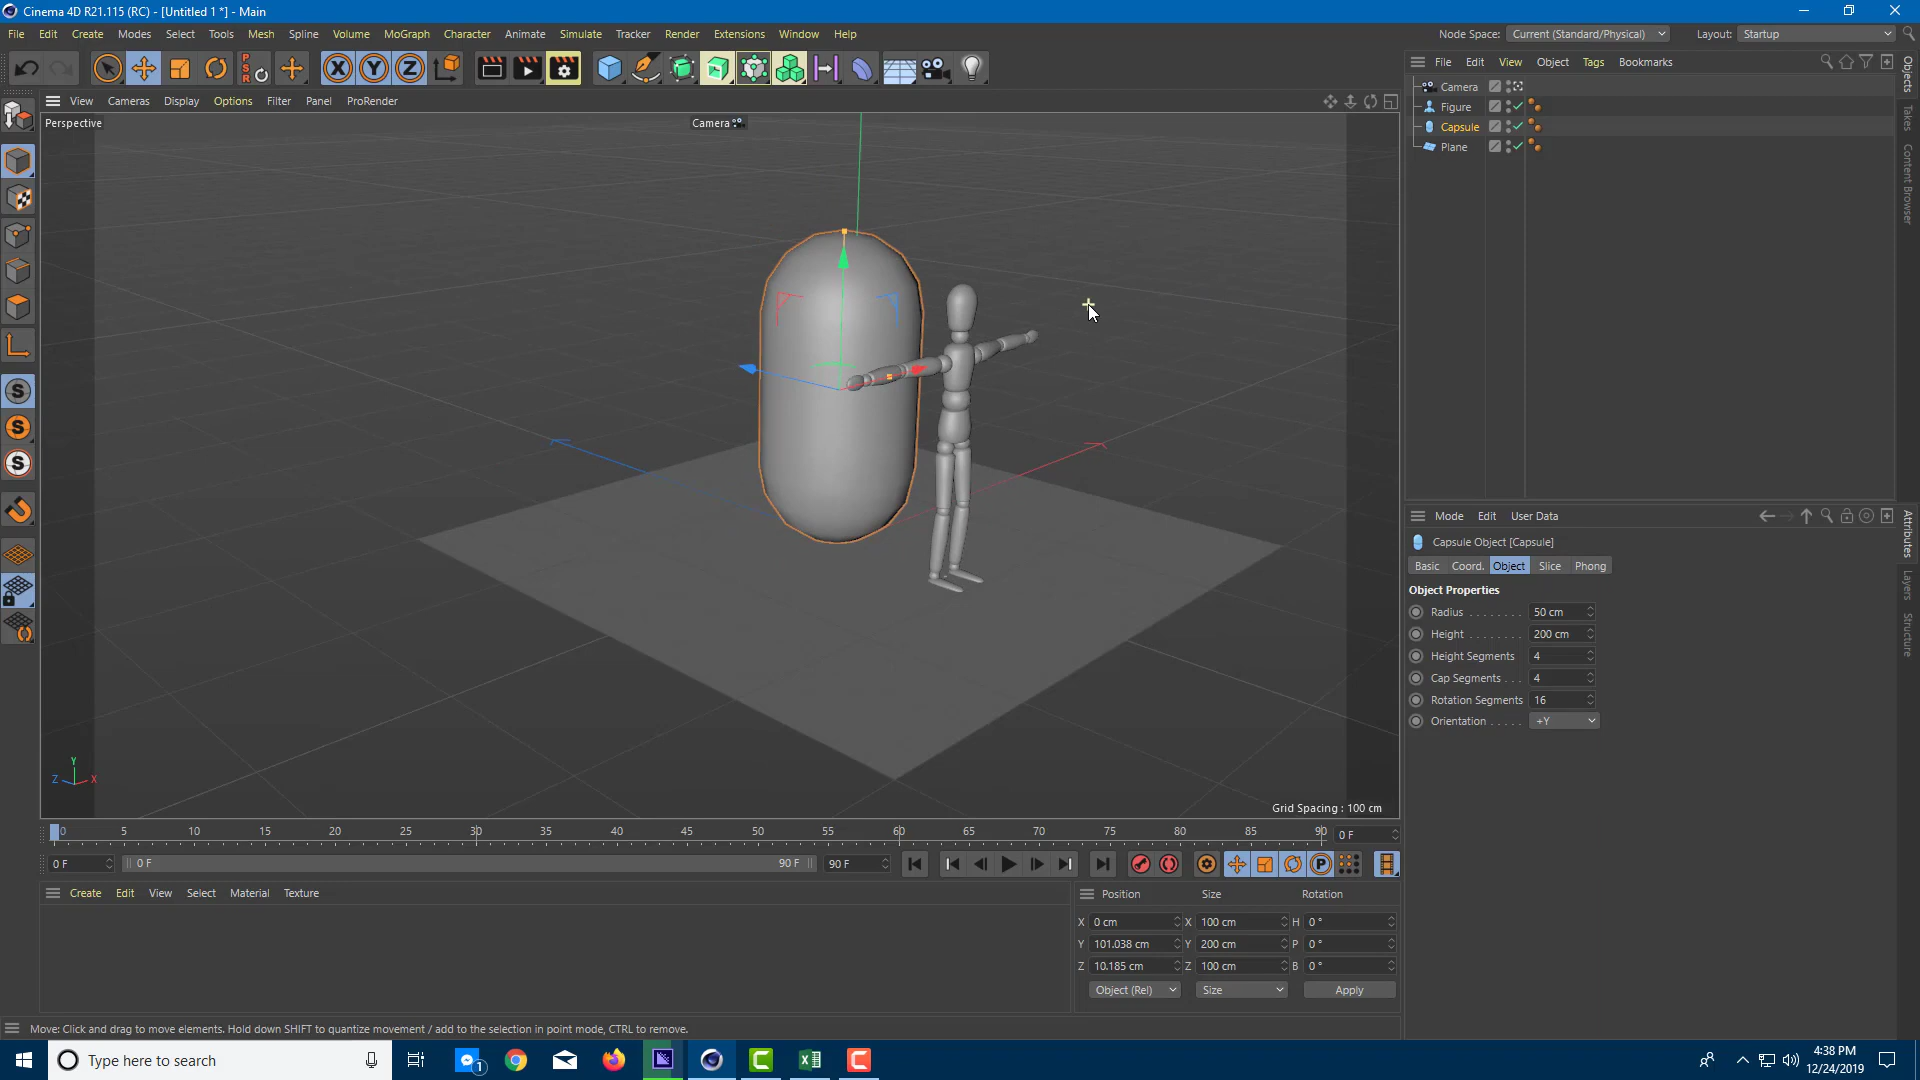 Cinema 4D R21.115 (RC) - [Untitled 1 *] - Main
File Edit Create Modes Select Tools Mesh Spline Volume MoGraph Character Animate Simulate Tracker Render Extensions Window Help Node Space: Current (Standard/Physical) Layout: Startup
P S R
X Y Z
File Edit View Object Tags Bookmarks
View Cameras Display Options Filter Panel ProRender
Perspective Camera
Camera
Figure
Capsule
Plane
Objects
Takes
Content Browser
S
S
S
Mode Edit User Data
Capsule Object [Capsule]
Basic Coord. Object Slice Phong
Object Properties
Radius . . . . . . . . 50 cm
Height . . . . . . . . 200 cm
Height Segments 4
Cap Segments . . . 4
Rotation Segments 16
Orientation . . . . . +Y
Attributes
Layers
Structure
Y
Z X
Grid Spacing : 100 cm
0 5 10 15 20 25 30 35 40 45 50 55 60 65 70 75 80 85 90 0 F
0 F 0 F 90 F 90 F P
Create Edit View Select Material Texture
Position Size Rotation
X 0 cm X 100 cm H 0 °
Y 101.038 cm Y 200 cm P 0 °
Z 10.185 cm Z 100 cm B 0 °
Object (Rel) Size Apply
Move: Click and drag to move elements. Hold down SHIFT to quantize movement / add to the selection in point mode, CTRL to remove.
Type here to search 1 4:38 PM
12/24/2019